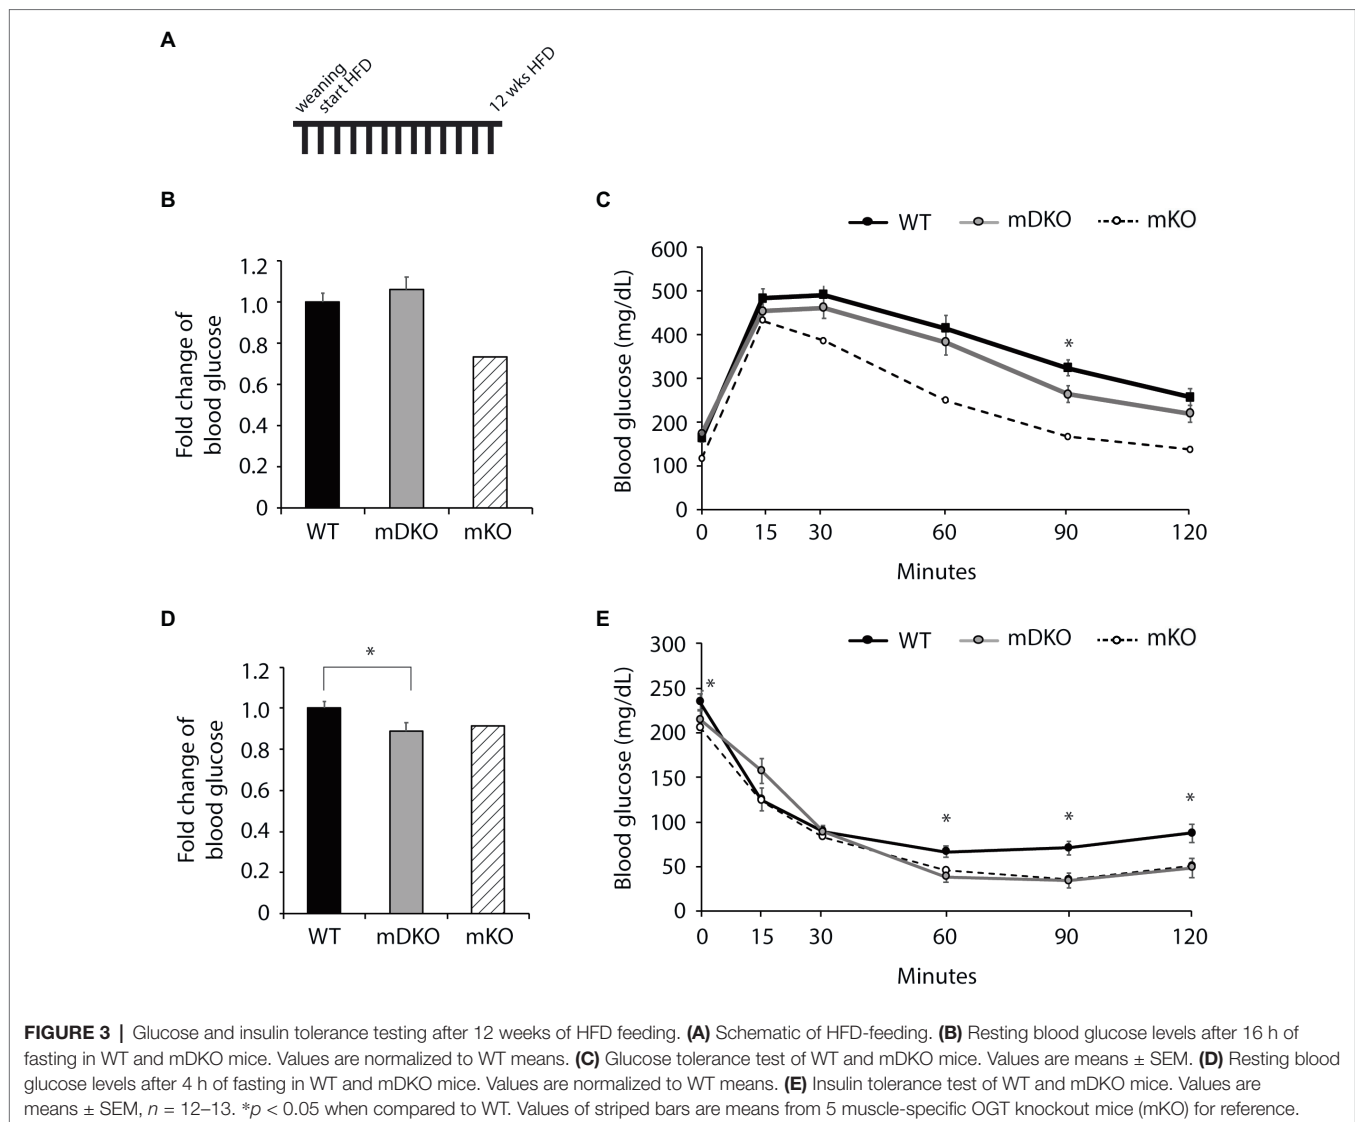 A
weaning
start HFD
12 wks HFD
B
Fold change of
blood glucose
1.2
1.0
0.8
0.6
0.4
0.2
0
WT
mDKO
mKO
C
WT
mDKO
mKO
Blood glucose (mg/dL)
600
500
400
300
200
100
0
*
0
15
30
60
90
120
Minutes
D
*
Fold change of
blood glucose
1.2
1.0
0.8
0.6
0.4
0.2
0
WT
mDKO
mKO
E
WT
mDKO
mKO
Blood glucose (mg/dL)
300
250
200
150
100
50
0
*
*
*
*
0
15
30
60
90
120
Minutes
FIGURE 3 | Glucose and insulin tolerance testing after 12 weeks of HFD feeding. (A) Schematic of HFD-feeding. (B) Resting blood glucose levels after 16 h of
fasting in WT and mDKO mice. Values are normalized to WT means. (C) Glucose tolerance test of WT and mDKO mice. Values are means ± SEM. (D) Resting blood
glucose levels after 4 h of fasting in WT and mDKO mice. Values are normalized to WT means. (E) Insulin tolerance test of WT and mDKO mice. Values are
means ± SEM, n = 12–13. *p < 0.05 when compared to WT. Values of striped bars are means from 5 muscle-specific OGT knockout mice (mKO) for reference.